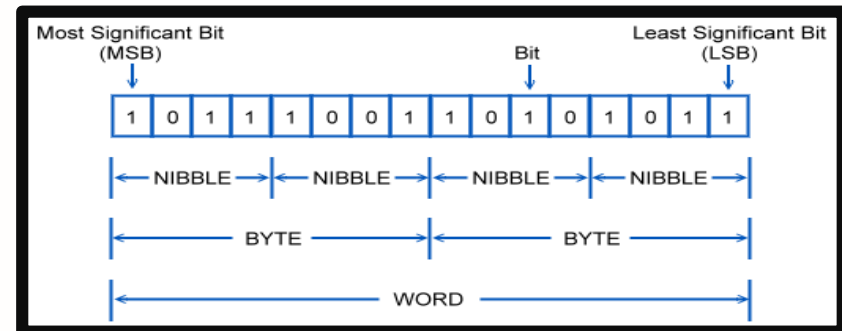 Most Significant Bit
(MSB)
Bit
Least Significant Bit
(LSB)
1 0 1 1 1 0 0 1 1 0 1 0 1 0 1 1
NIBBLE NIBBLE NIBBLE NIBBLE
BYTE BYTE
WORD